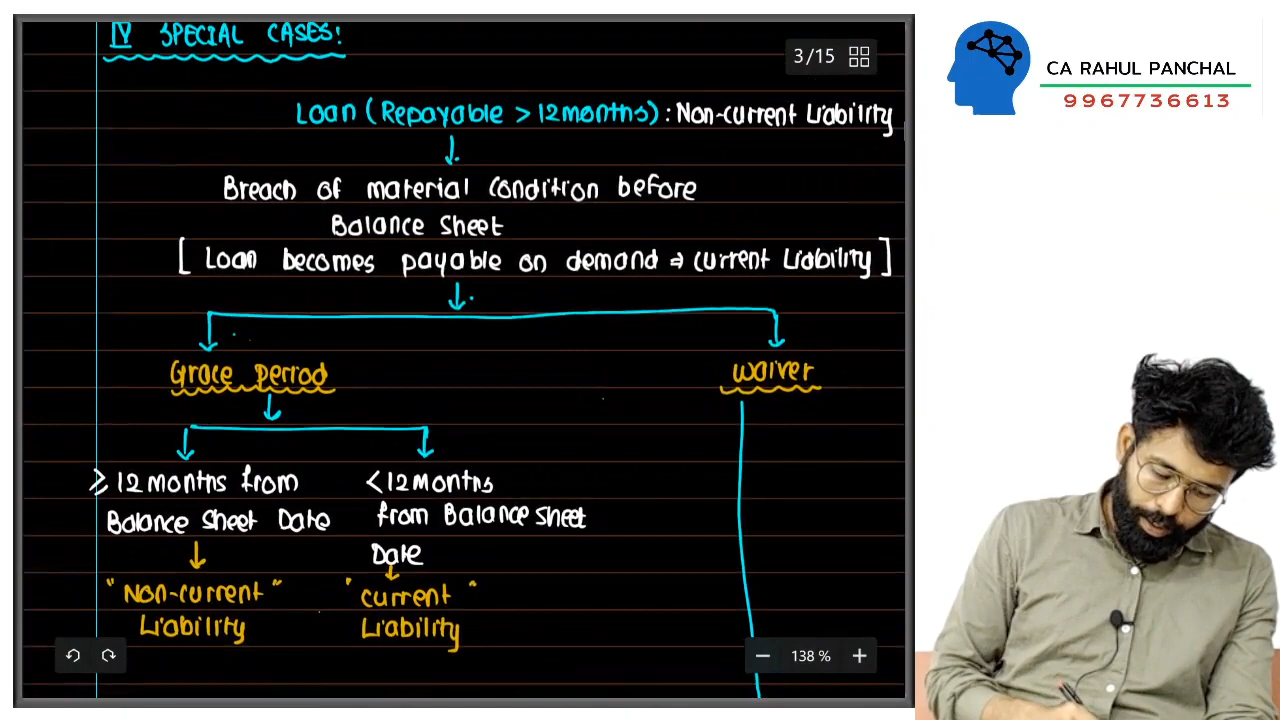 IV SPECIAL CASES:
3/15
Loan (Repayable > 12 months) : Non-current Liability
Breach of material condition before
Balance sheet
[ Loan becomes payable on demand ⇒ current Liability ]
Grace Period
Waiver
≥ 12 months from
Balance sheet Date
"Non-current"
Liability
< 12 months
from Balance sheet
Date
"current"
Liability
138 %
CA RAHUL PANCHAL
9967736613